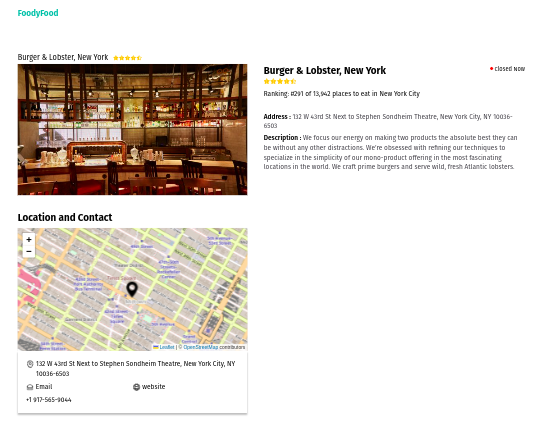 FoodyFood
Burger & Lobster, New York
Burger & Lobster, New York
closed Now
Ranking: #291 of 13,942 places to eat in New York City
Address : 132 W 43rd St Next to Stephen Sondheim Theatre, New York City, NY 10036-
6503
Description : We focus our energy on making two products the absolute best they can
be without any other distractions. We're obsessed with refining our techniques to
specialize in the simplicity of our mono-product offering in the most fascinating
locations in the world. We craft prime burgers and serve wild, fresh Atlantic lobsters.
Location and Contact
+
−
Leaflet | © OpenStreetMap contributors
132 W 43rd St Next to Stephen Sondheim Theatre, New York City, NY
10036-6503
Email
website
+1 917-565-9044